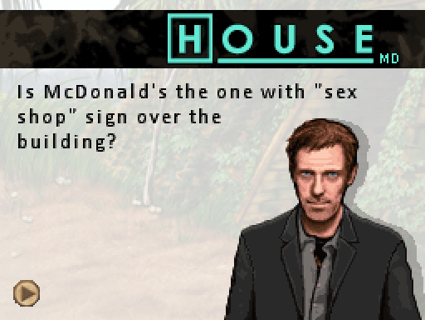 HOUSE MD
Is McDonald's the one with "sex
shop" sign over the
building?